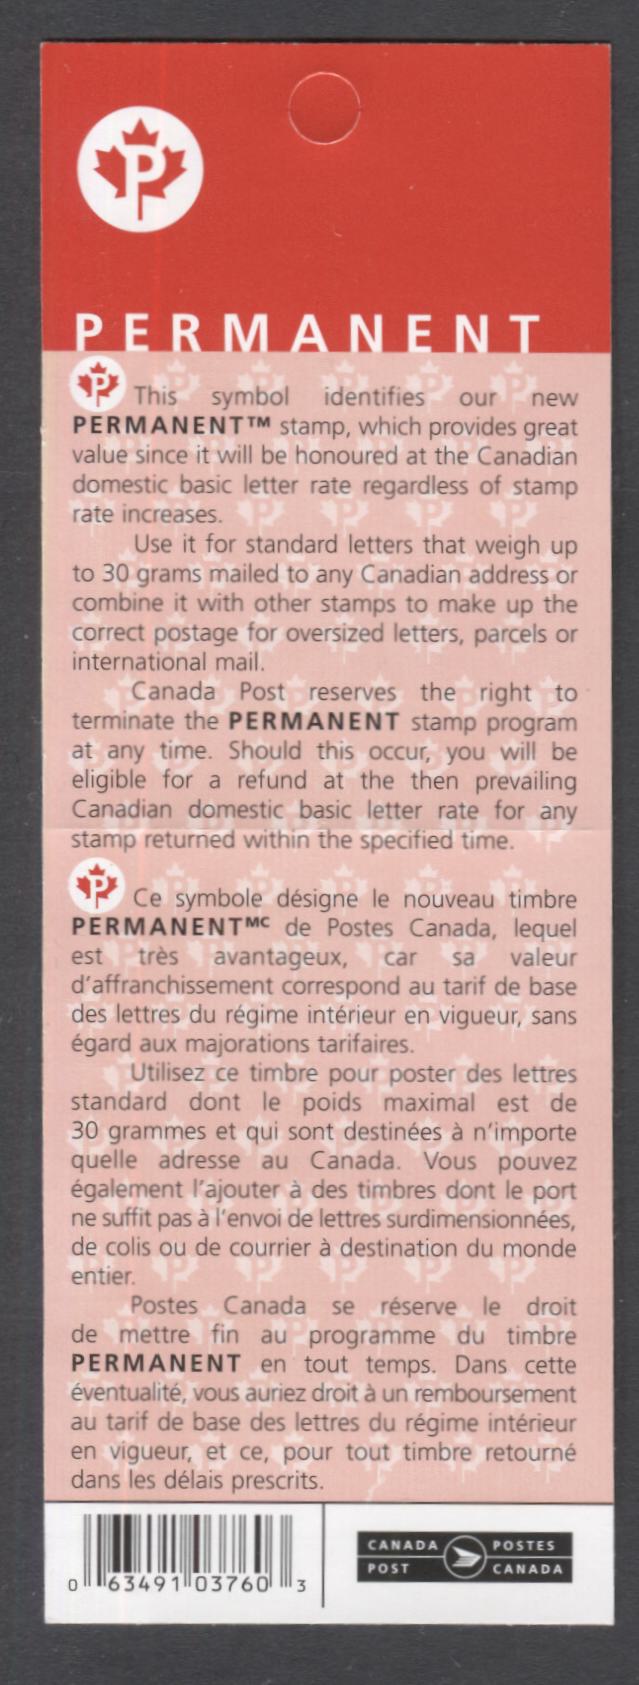 P
PERMANENT
P This symbol identifies our new
PERMANENT™ stamp, which provides great
value since it will be honoured at the Canadian
domestic basic letter rate regardless of stamp
rate increases.
Use it for standard letters that weigh up
to 30 grams mailed to any Canadian address or
combine it with other stamps to make up the
correct postage for oversized letters, parcels or
international mail.
Canada Post reserves the right to
terminate the PERMANENT stamp program
at any time. Should this occur, you will be
eligible for a refund at the then prevailing
Canadian domestic basic letter rate for any
stamp returned within the specified time.
P Ce symbole désigne le nouveau timbre
PERMANENTᴹᶜ de Postes Canada, lequel
est très avantageux, car sa valeur
d'affranchissement correspond au tarif de base
des lettres du régime intérieur en vigueur, sans
égard aux majorations tarifaires.
Utilisez ce timbre pour poster des lettres
standard dont le poids maximal est de
30 grammes et qui sont destinées à n'importe
quelle adresse au Canada. Vous pouvez
également l'ajouter à des timbres dont le port
ne suffit pas à l'envoi de lettres surdimensionnées,
de colis ou de courrier à destination du monde
entier.
Postes Canada se réserve le droit
de mettre fin au programme du timbre
PERMANENT en tout temps. Dans cette
éventualité, vous auriez droit à un remboursement
au tarif de base des lettres du régime intérieur
en vigueur, et ce, pour tout timbre retourné
dans les délais prescrits.
0 63491 03760 3
CANADA POSTES
POST CANADA